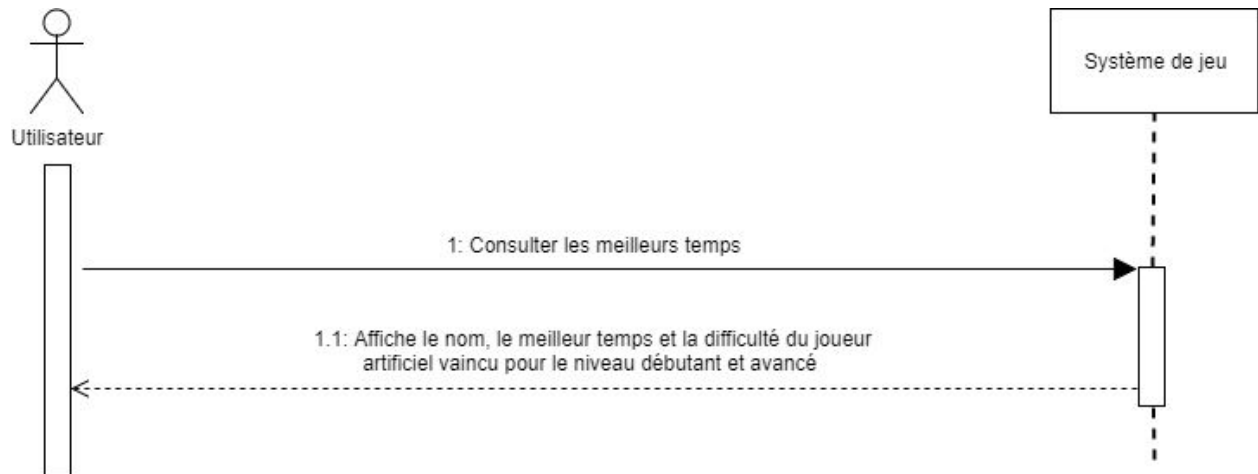 Système de jeu
Utilisateur
1: Consulter les meilleurs temps
1.1: Affiche le nom, le meilleur temps et la difficulté du joueur
artificiel vaincu pour le niveau débutant et avancé